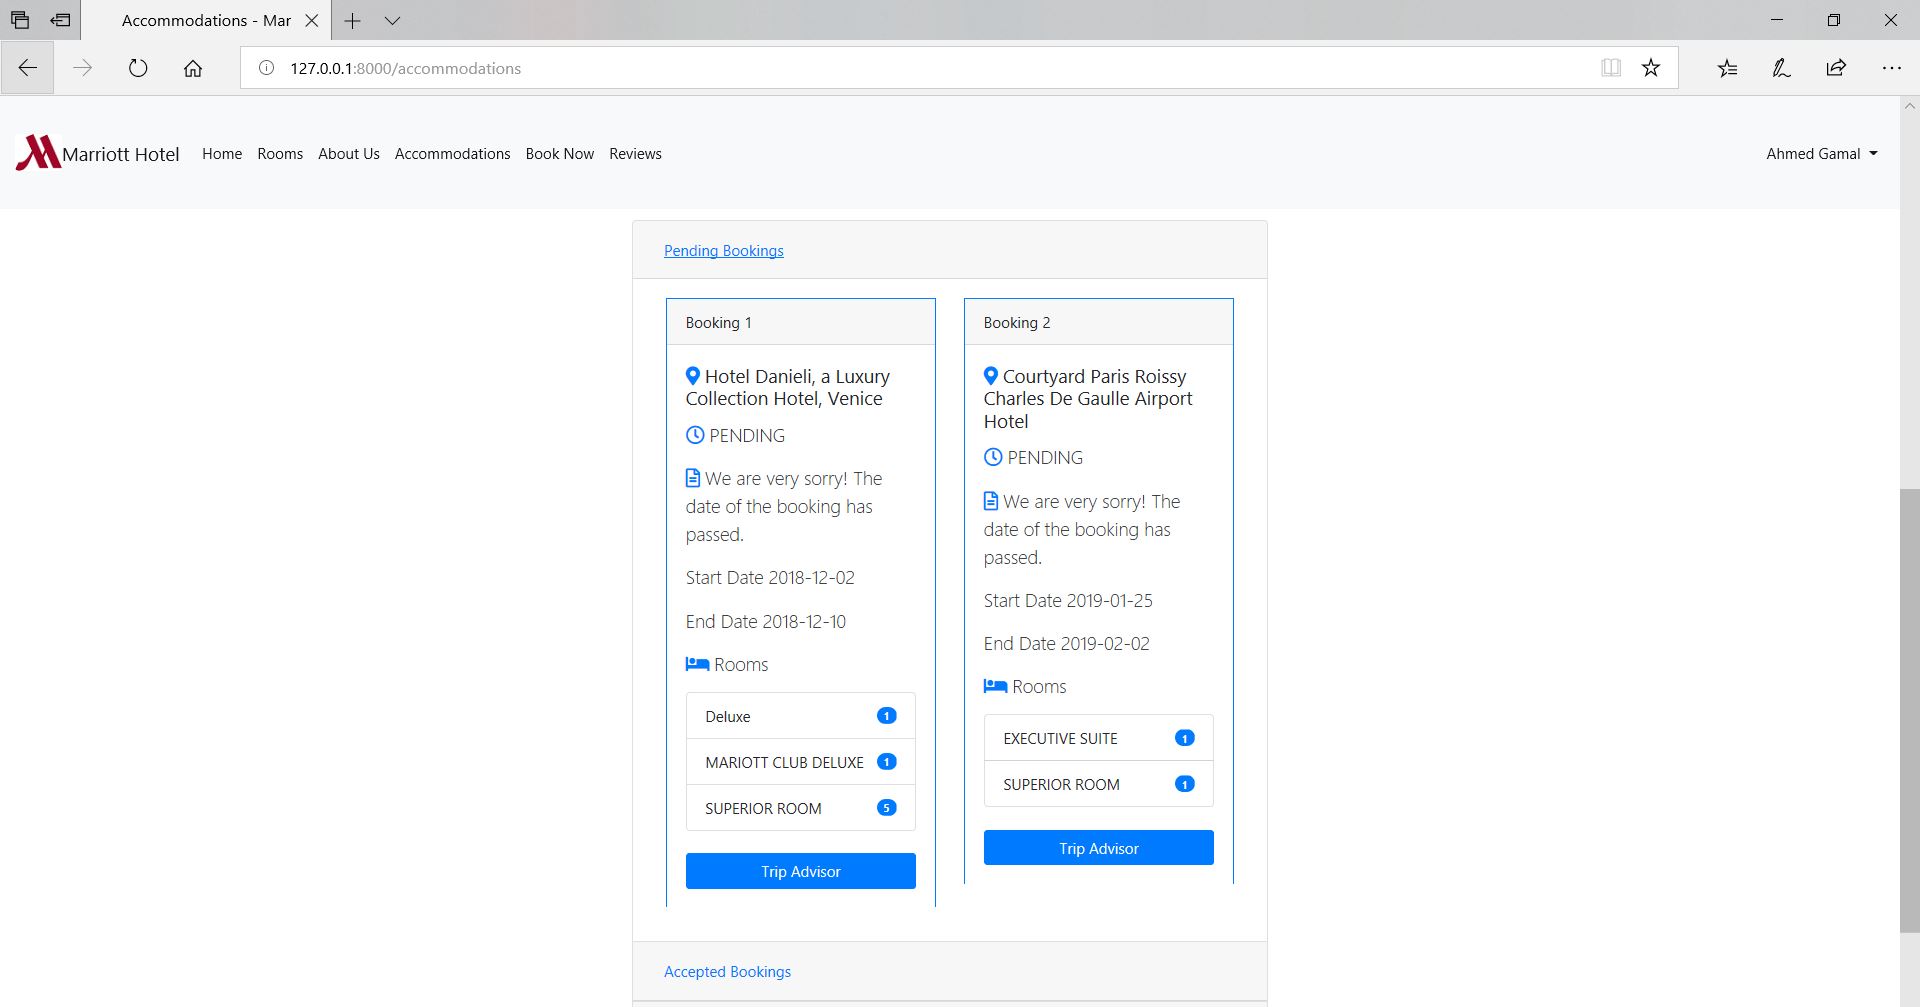 Accommodations - Mar
127.0.0.1:8000/accommodations
Marriott Hotel Home Rooms About Us Accommodations Book Now Reviews Ahmed Gamal
Pending Bookings
Booking 1
Hotel Danieli, a Luxury
Collection Hotel, Venice
PENDING
We are very sorry! The
date of the booking has
passed.
Start Date 2018-12-02
End Date 2018-12-10
Rooms
Deluxe 1
MARIOTT CLUB DELUXE 1
SUPERIOR ROOM 5
Trip Advisor
Booking 2
Courtyard Paris Roissy
Charles De Gaulle Airport
Hotel
PENDING
We are very sorry! The
date of the booking has
passed.
Start Date 2019-01-25
End Date 2019-02-02
Rooms
EXECUTIVE SUITE 1
SUPERIOR ROOM 1
Trip Advisor
Accepted Bookings